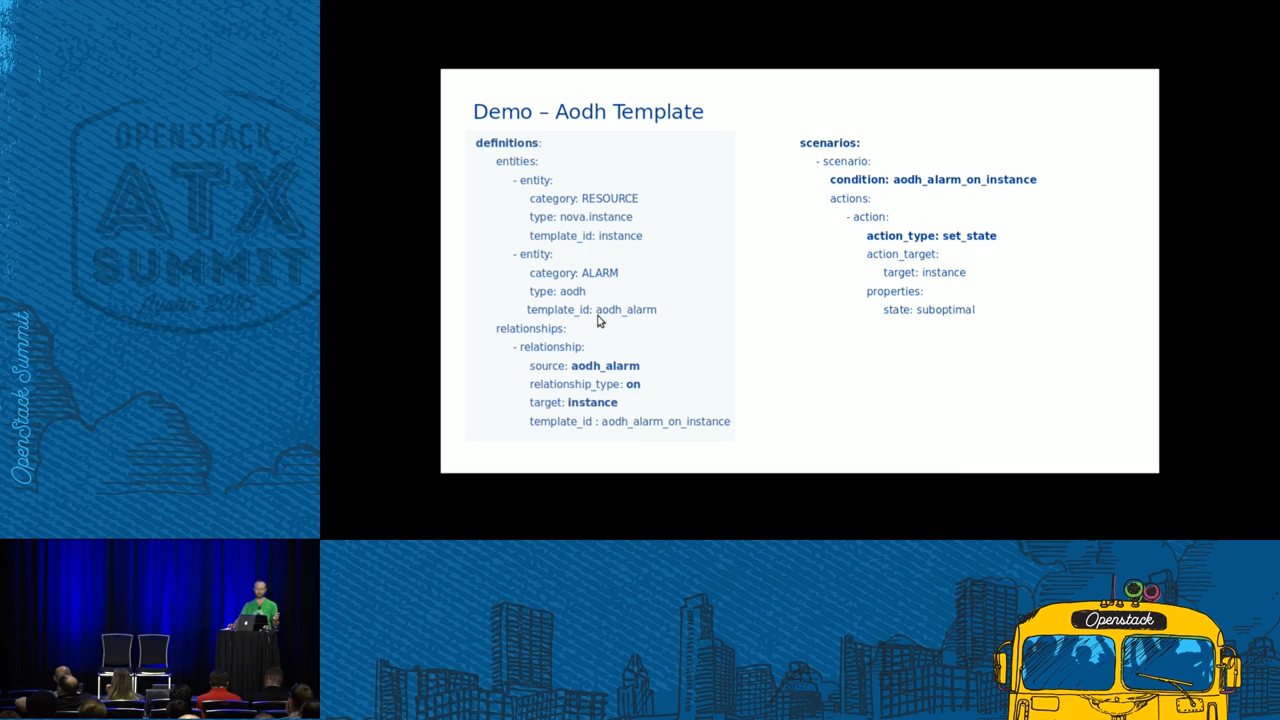 OPENSTACK
ATX
SUMMIT
Austin
OpenStack Summit
Demo – Aodh Template
definitions:
entities:
- entity:
category: RESOURCE
type: nova.instance
template_id: instance
- entity:
category: ALARM
type: aodh
template_id: aodh_alarm
relationships:
- relationship:
source: aodh_alarm
relationship_type: on
target: instance
template_id : aodh_alarm_on_instance
scenarios:
- scenario:
condition: aodh_alarm_on_instance
actions:
- action:
action_type: set_state
action_target:
target: instance
properties:
state: suboptimal
Openstack